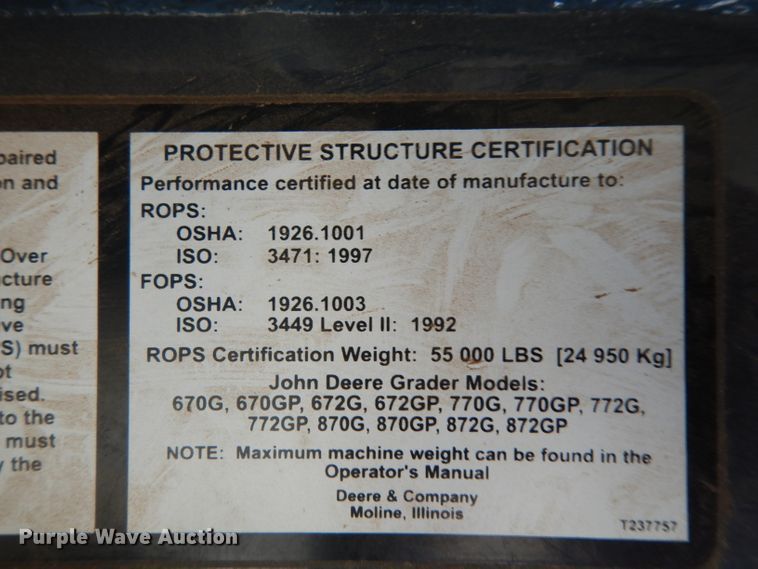 paired
on and
Over
ucture
ng
ve
S) must
ot
ised.
to the
must
y the
PROTECTIVE STRUCTURE CERTIFICATION
Performance certified at date of manufacture to:
ROPS:
OSHA: 1926.1001
ISO: 3471: 1997
FOPS:
OSHA: 1926.1003
ISO: 3449 Level II: 1992
ROPS Certification Weight: 55 000 LBS [24 950 Kg]
John Deere Grader Models:
670G, 670GP, 672G, 672GP, 770G, 770GP, 772G,
772GP, 870G, 870GP, 872G, 872GP
NOTE: Maximum machine weight can be found in the
Operator's Manual
Deere & Company
Moline, Illinois
T237757
Purple Wave Auction